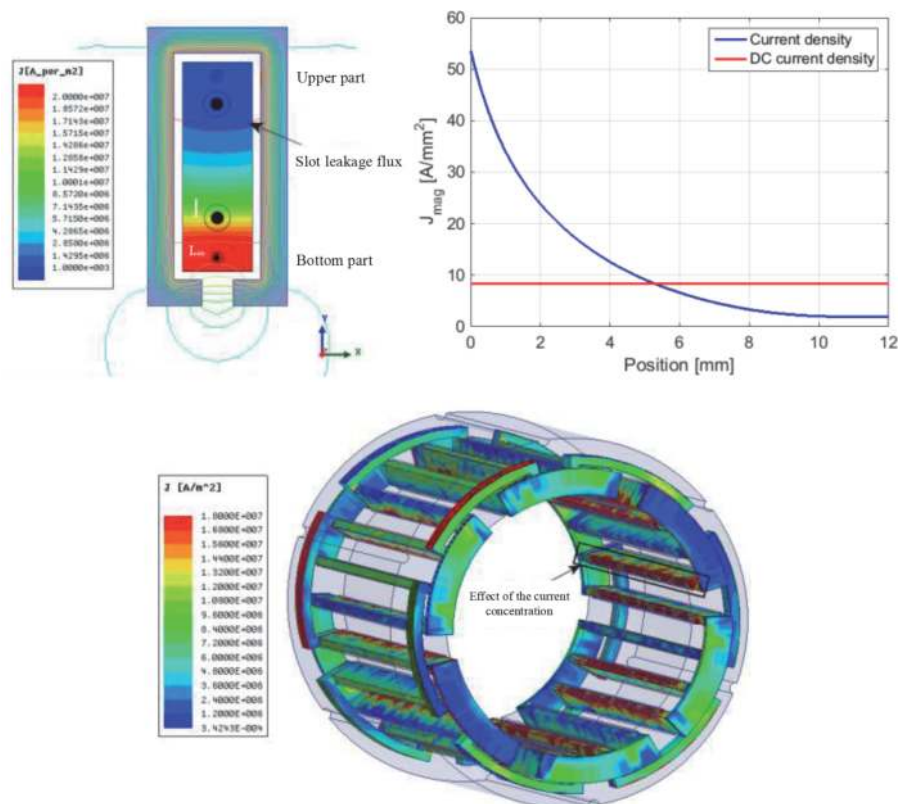 J[A_per_m2]
2.0000e+007
1.8572e+007
1.7143e+007
1.5715e+007
1.4286e+007
1.2858e+007
1.1429e+007
1.0001e+007
8.5720e+006
7.1435e+006
5.7150e+006
4.2865e+006
2.8580e+006
1.4295e+006
1.0000e+003
Upper part
Slot leakage flux
Bottom part
Y
X
60
50
40
30
20
10
0
J mag [A/mm²]
Current density
DC current density
0 2 4 6 8 10 12
Position [mm]
J [A/m^2]
1.8000E+007
1.6800E+007
1.5600E+007
1.4400E+007
1.3200E+007
1.2000E+007
1.0800E+007
9.6000E+006
8.4000E+006
7.2000E+006
6.0000E+006
4.8000E+006
3.6000E+006
2.4000E+006
1.2000E+006
3.4243E-004
Effect of the current
concentration